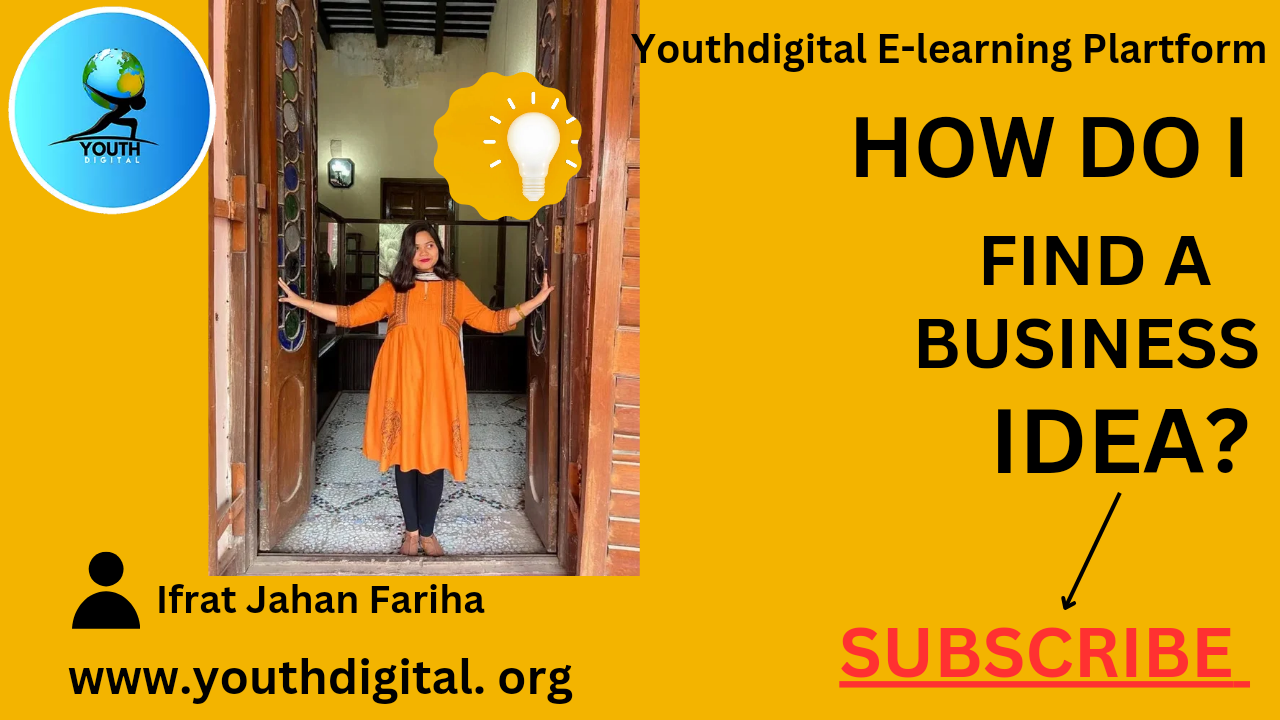 YOUTH
DIGITAL
Youthdigital E-learning Plartform
HOW DO I
FIND A
BUSINESS
IDEA?
SUBSCRIBE
Ifrat Jahan Fariha
www.youthdigital. org